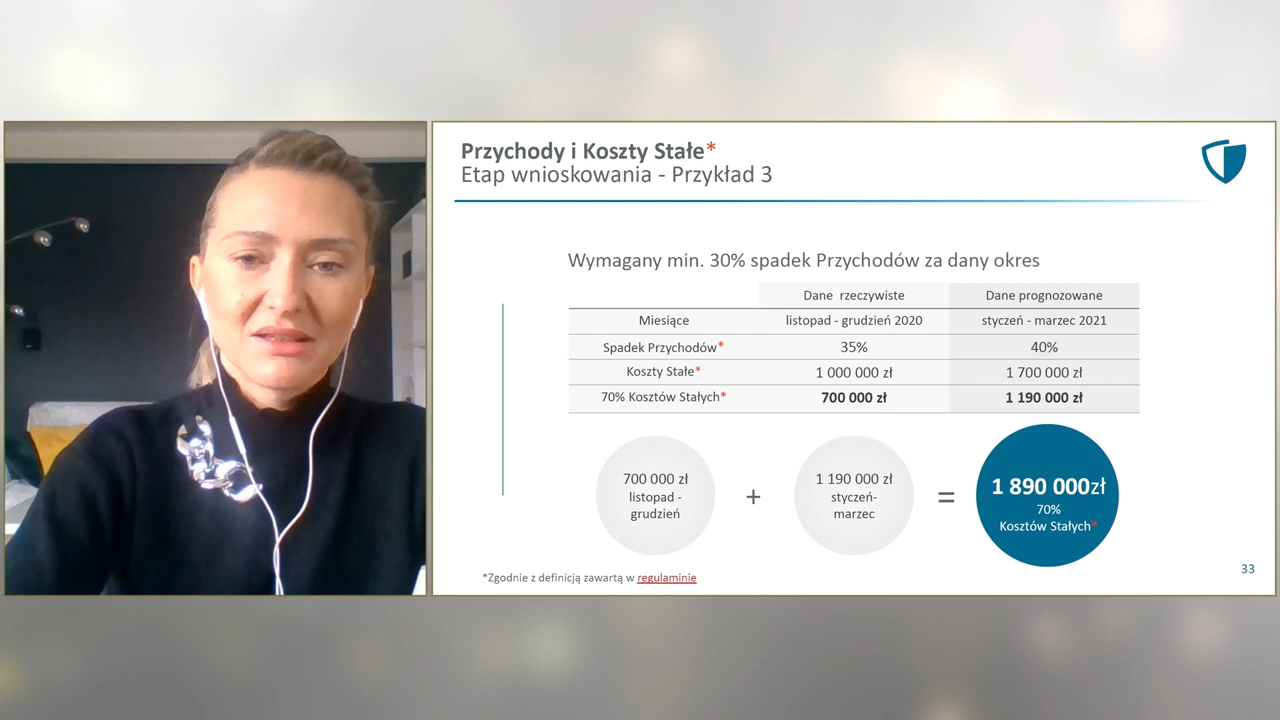 Przychody i Koszty Stałe*
Etap wnioskowania - Przykład 3
Wymagany min. 30% spadek Przychodów za dany okres
Dane rzeczywiste Dane prognozowane
Miesiące listopad - grudzień 2020 styczeń - marzec 2021
Spadek Przychodów* 35% 40%
Koszty Stałe* 1 000 000 zł 1 700 000 zł
70% Kosztów Stałych* 700 000 zł 1 190 000 zł
700 000 zł
listopad -
grudzień
+
1 190 000 zł
styczeń-
marzec
=
1 890 000zł
70%
Kosztów Stałych*
*Zgodnie z definicją zawartą w regulaminie
33